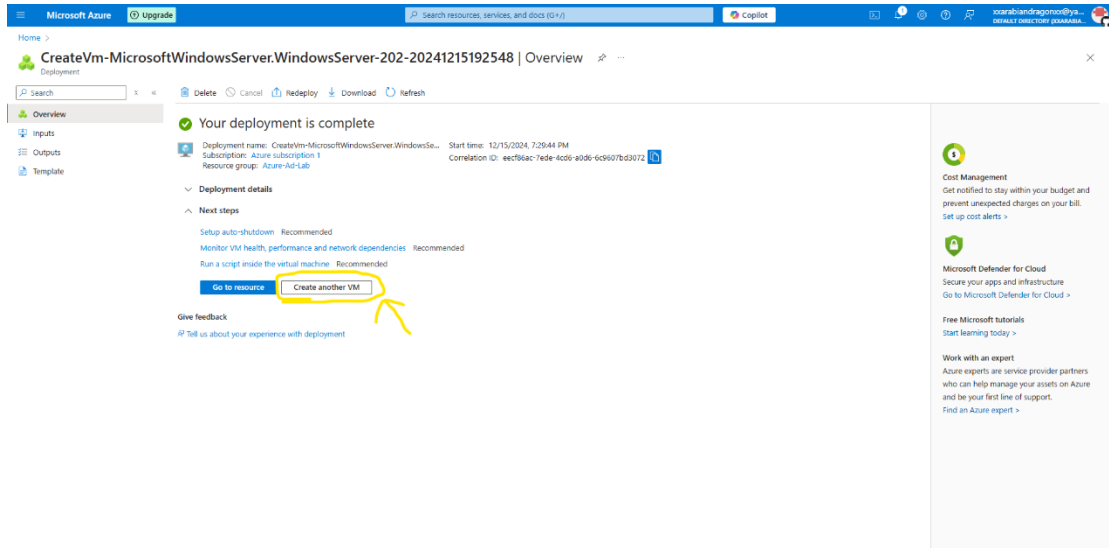 Microsoft Azure
Upgrade
Search resources, services, and docs (G+/)
Copilot
1
xxarabiandragonxx@ya...
DEFAULT DIRECTORY (XXARABIA...
Home >
CreateVm-MicrosoftWindowsServer.WindowsServer-202-20241215192548 | Overview
Deployment
Search
Delete
Cancel
Redeploy
Download
Refresh
Overview
Inputs
Outputs
Template
Your deployment is complete
Deployment name: CreateVm-MicrosoftWindowsServer.WindowsSe...
Subscription: Azure subscription 1
Resource group: Azure-Ad-Lab
Start time: 12/15/2024, 7:29:44 PM
Correlation ID: eecf86ac-7ede-4cd6-a0d6-6c9607bd3072
Deployment details
Next steps
Setup auto-shutdown Recommended
Monitor VM health, performance and network dependencies Recommended
Run a script inside the virtual machine Recommended
Go to resource
Create another VM
Give feedback
Tell us about your experience with deployment
Cost Management
Get notified to stay within your budget and
prevent unexpected charges on your bill.
Set up cost alerts >
Microsoft Defender for Cloud
Secure your apps and infrastructure
Go to Microsoft Defender for Cloud >
Free Microsoft tutorials
Start learning today >
Work with an expert
Azure experts are service provider partners
who can help manage your assets on Azure
and be your first line of support.
Find an Azure expert >